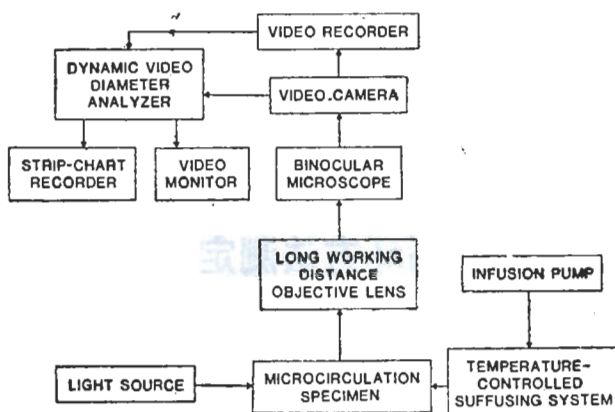 VIDEO RECORDER
DYNAMIC VIDEO
DIAMETER
ANALYZER
VIDEO.CAMERA
STRIP-CHART
RECORDER
VIDEO
MONITOR
BINOCULAR
MICROSCOPE
LONG WORKING
DISTANCE
OBJECTIVE LENS
INFUSION PUMP
LIGHT SOURCE
MICROCIRCULATION
SPECIMEN
TEMPERATURE-
CONTROLLED
SUFFUSING SYSTEM